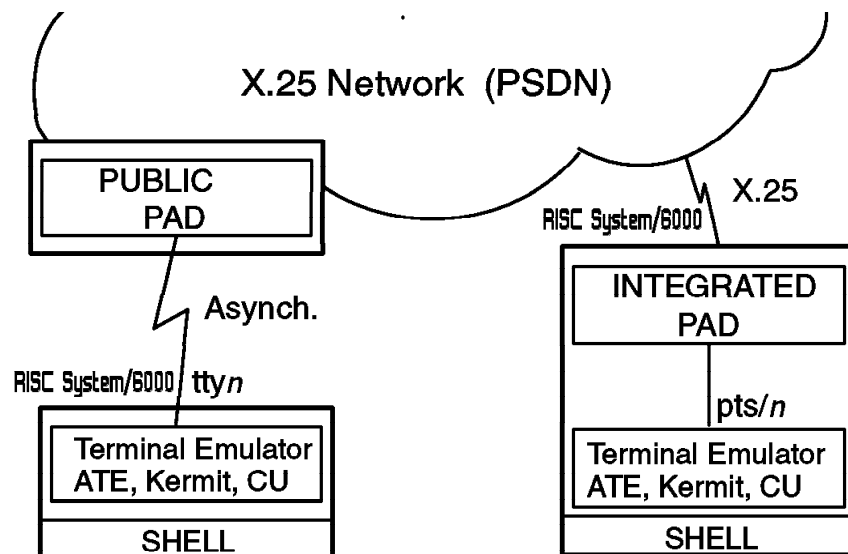 X.25 Network (PSDN)
PUBLIC
PAD
Asynch.
RISC System/6000
ttyn
Terminal Emulator
ATE, Kermit, CU
SHELL
X.25
RISC System/6000
INTEGRATED
PAD
pts/n
Terminal Emulator
ATE, Kermit, CU
SHELL